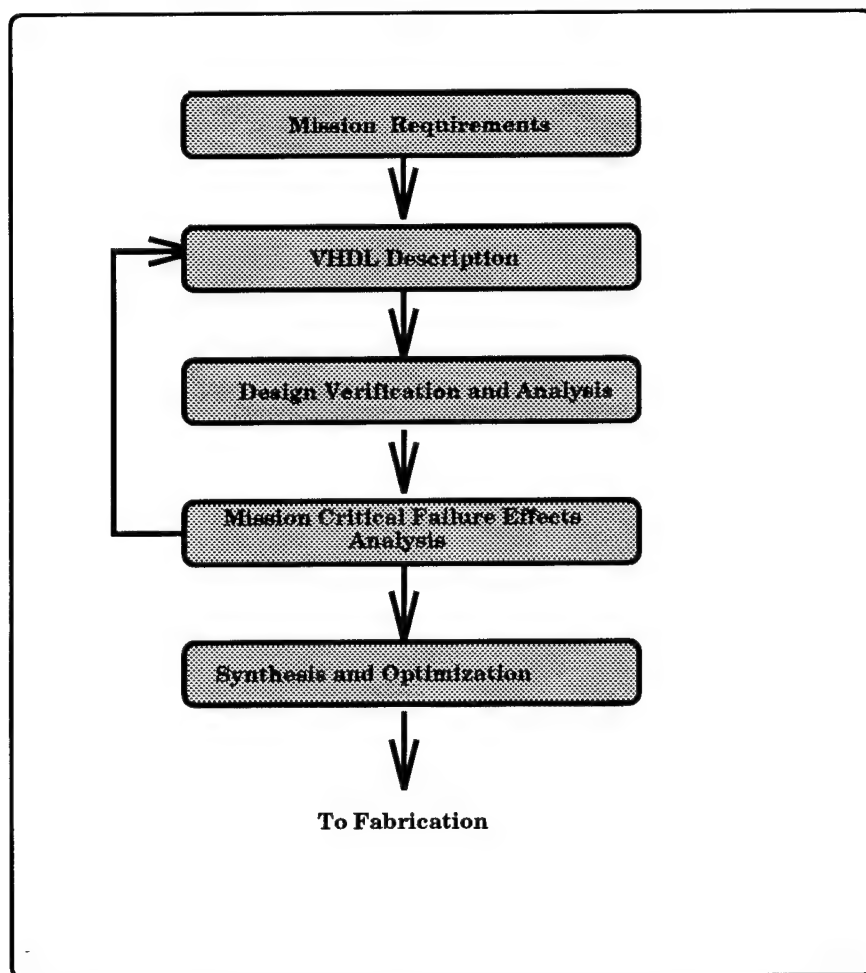 Mission Requirements
VHDL Description
Design Verification and Analysis
Mission Critical Failure Effects
Analysis
Synthesis and Optimization
To Fabrication